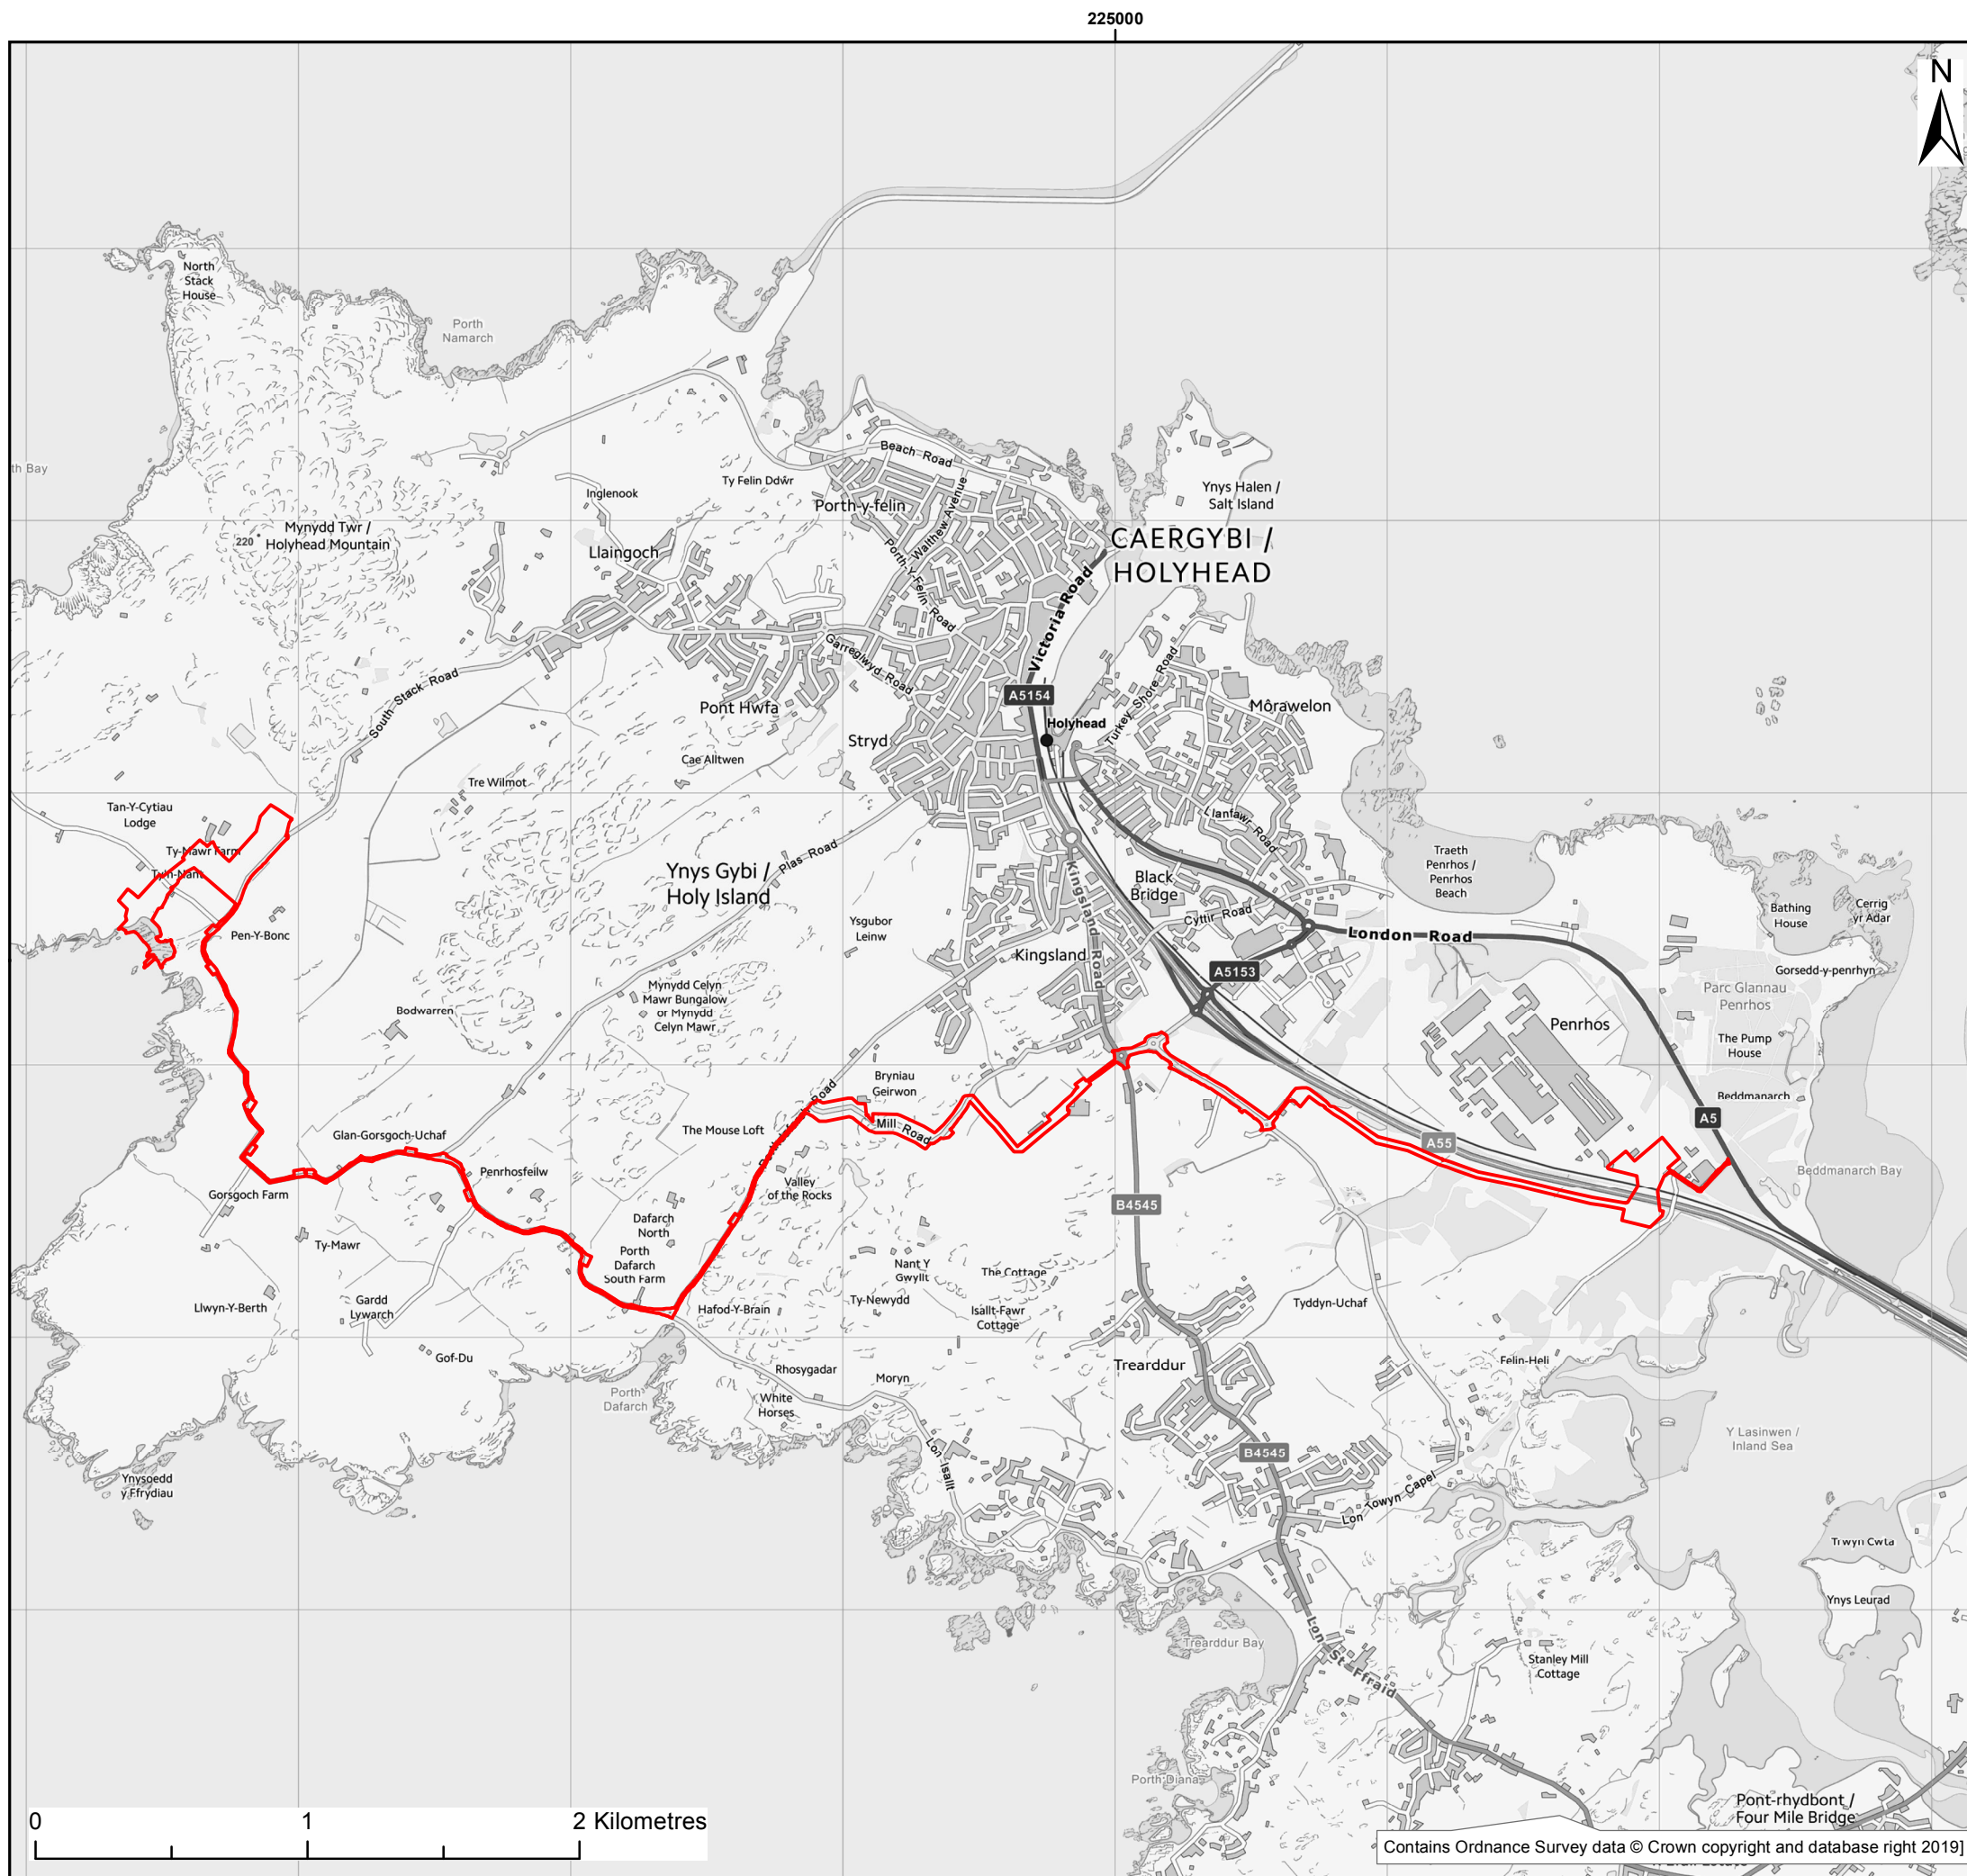 225000
N
North
Stack
House
Porth
Namarch
th Bay
Beach Road
Ty Felin Ddŵr
Inglenook
Porth-y-felin
Walthew Avenue
Ynys Halen /
Salt Island
Mynydd Twr /
Holyhead Mountain
220
Llaingoch
Porth-Y-Felin Road
CAERGYBI /
HOLYHEAD
Victoria Road
Garreglwyd Road
South Stack Road
A5154
Turkey Shore Road
Pont Hwfa
Môrawelon
Holyhead
Stryd
Cae Alltwen
Tre Wilmot
Tan-Y-Cytiau
Lodge
Llanfawr Road
Ty-Mawr Farm
Plas Road
Ynys Gybi /
Holy Island
Traeth
Penrhos /
Penrhos
Beach
Black
Bridge
Kingsland Road
Cyttir Road
Bathing
House
Cerrig
yr Adar
Ysgubor
Leinw
Pen-Y-Bonc
London Road
Kingsland
A5153
Gorsedd-y-penrhyn
Mynydd Celyn
Mawr Bungalow
or Mynydd
Celyn Mawr
Parc Glannau
Penrhos
Bodwarren
Penrhos
The Pump
House
Bryniau
Geirwon
Beddmanarch
A5
Road
Mill Road
The Mouse Loft
Glan-Gorsgoch-Uchaf
A55
Penrhosfeilw
Beddmanarch Bay
Valley
of the Rocks
Gorsgoch Farm
B4545
Dafarch
North
Ty-Mawr
Porth
Dafarch
South Farm
Nant Y
Gwyllt
The Cottage
Llwyn-Y-Berth
Gardd
Lywarch
Hafod-Y-Brain
Ty-Newydd
Isallt-Fawr
Cottage
Tyddyn-Uchaf
Gof-Du
Felin-Heli
Trearddur
Rhosygadar
Moryn
White
Horses
Porth
Dafarch
Y Lasinwen /
Inland Sea
B4545
Lon Isallt
Ynysoedd
y Ffrydiau
Lon Towyn Capel
Trwyn Cwta
Ynys Leurad
Trearddur Bay
Lon St Ffraid
Stanley Mill
Cottage
Porth Diana
Pont-rhydbont /
Four Mile Bridge
0 1 2 Kilometres
Contains Ordnance Survey data © Crown copyright and database right 2019]